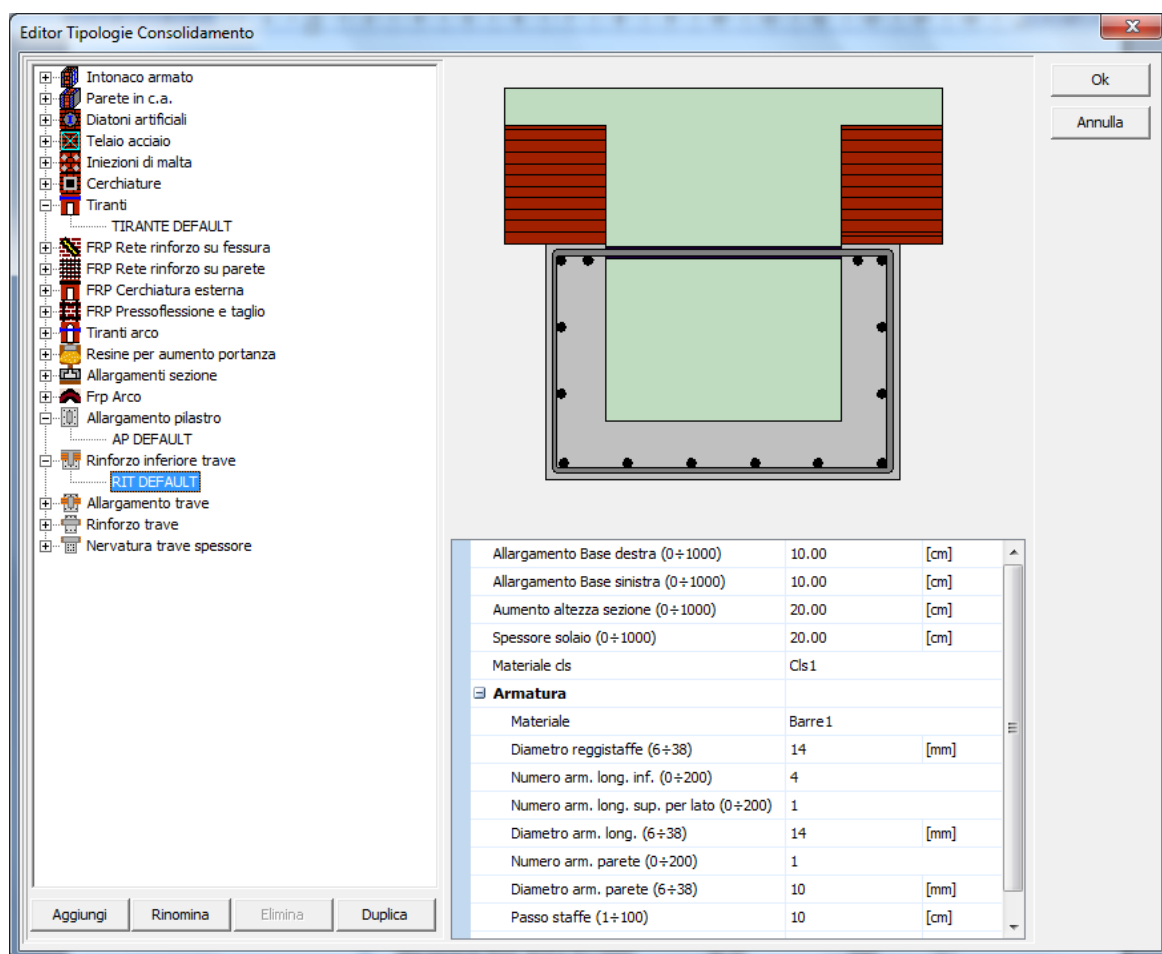 Editor Tipologie Consolidamento
Intonaco armato
Parete in c.a.
Diatoni artificiali
Telaio acciaio
Iniezioni di malta
Cerchiature
Tiranti
TIRANTE DEFAULT
FRP Rete rinforzo su fessura
FRP Rete rinforzo su parete
FRP Cerchiatura esterna
FRP Pressoflessione e taglio
Tiranti arco
Resine per aumento portanza
Allargamenti sezione
Frp Arco
Allargamento pilastro
AP DEFAULT
Rinforzo inferiore trave
RIT DEFAULT
Allargamento trave
Rinforzo trave
Nervatura trave spessore
Aggiungi Rinomina Elimina Duplica
Allargamento Base destra (0÷1000) 10.00 [cm]
Allargamento Base sinistra (0÷1000) 10.00 [cm]
Aumento altezza sezione (0÷1000) 20.00 [cm]
Spessore solaio (0÷1000) 20.00 [cm]
Materiale cls Cls1
Armatura
Materiale Barre1
Diametro reggistaffe (6÷38) 14 [mm]
Numero arm. long. inf. (0÷200) 4
Numero arm. long. sup. per lato (0÷200) 1
Diametro arm. long. (6÷38) 14 [mm]
Numero arm. parete (0÷200) 1
Diametro arm. parete (6÷38) 10 [mm]
Passo staffe (1÷100) 10 [cm]
Ok
Annulla